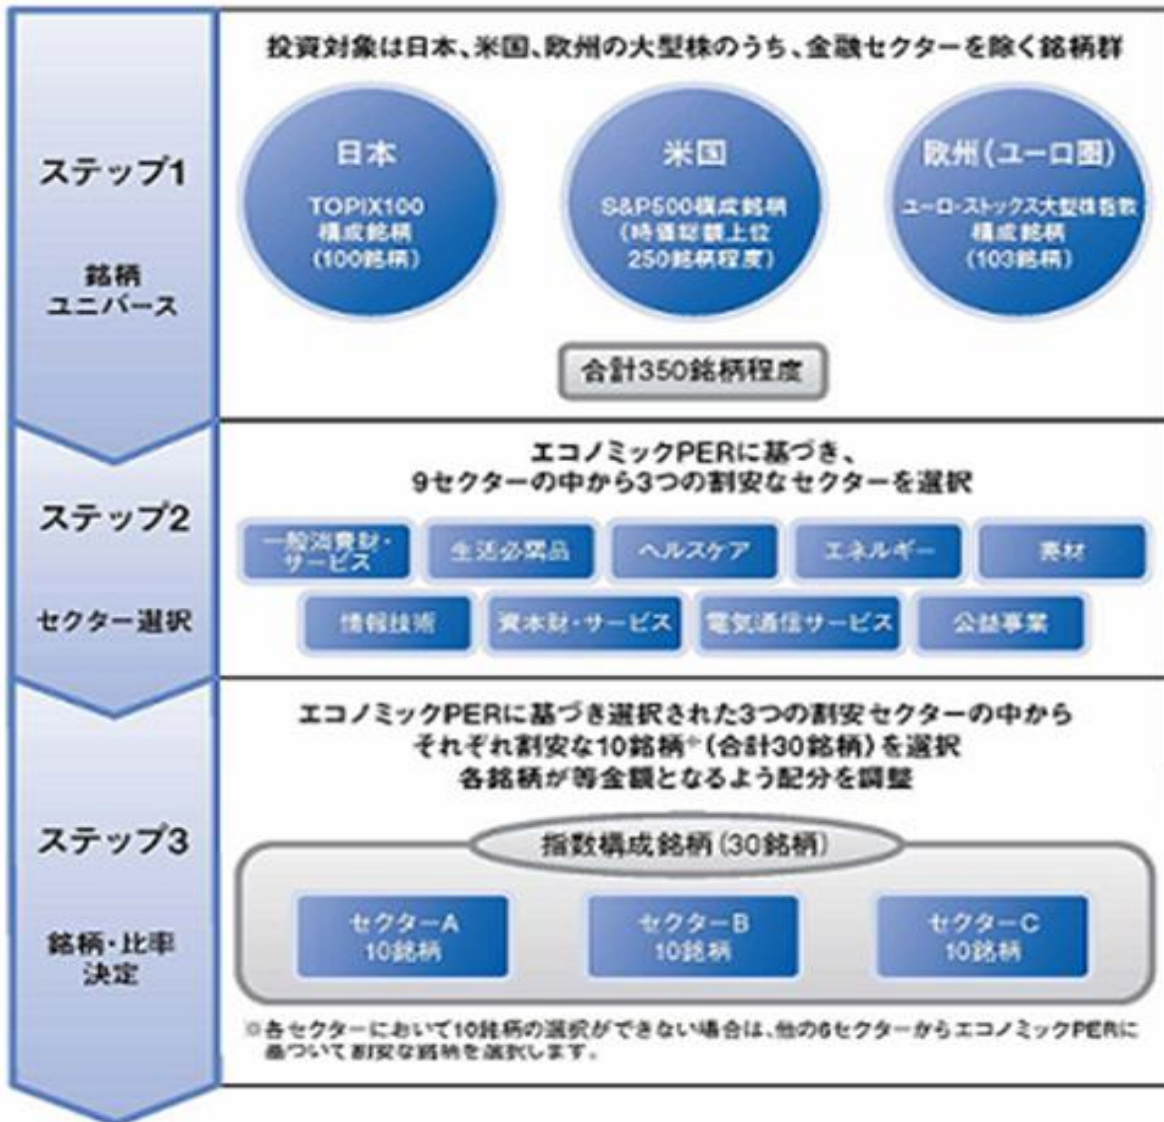 投資対象は日本、米国、欧州の大型株のうち、金融セクターを除く銘柄群
ステップ1
銘柄
ユニバース
日本
TOPIX100
構成銘柄
(100銘柄)
米国
S&P500構成銘柄
(時価総額上位
250銘柄程度)
欧州(ユーロ圏)
ユーロ・ストックス大型株指数
構成銘柄
(103銘柄)
合計350銘柄程度
ステップ2
セクター選択
エコノミックPERに基づき、
9セクターの中から3つの割安なセクターを選択
一般消費財・
サービス
生活必需品
ヘルスケア
エネルギー
素材
情報技術
資本財・サービス
電気通信サービス
公益事業
ステップ3
銘柄・比率
決定
エコノミックPERに基づき選択された3つの割安セクターの中から
それぞれ割安な10銘柄※(合計30銘柄)を選択
各銘柄が等金額となるよう配分を調整
指数構成銘柄(30銘柄)
セクターA
10銘柄
セクターB
10銘柄
セクターC
10銘柄
※各セクターにおいて10銘柄の選択ができない場合は、他の6セクターからエコノミックPERに
基づいて割安な銘柄を選択します。